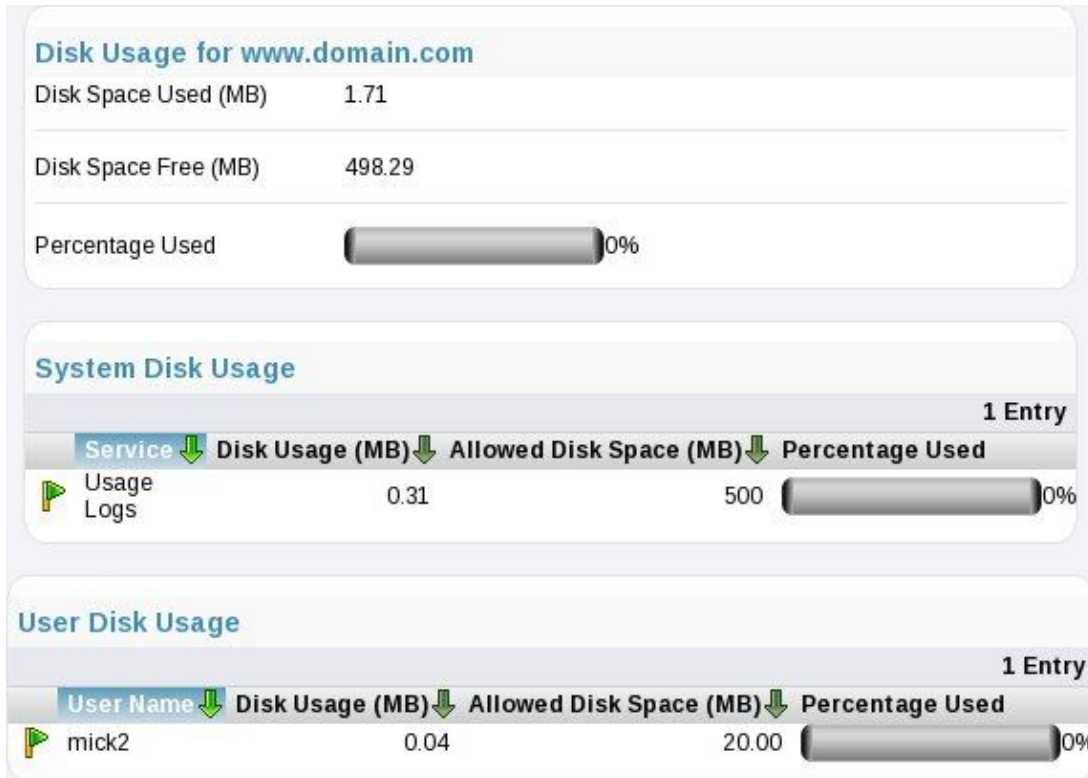 Disk Usage for www.domain.com
Disk Space Used (MB) 1.71
Disk Space Free (MB) 498.29
Percentage Used 0%
System Disk Usage
1 Entry
Service Disk Usage (MB) Allowed Disk Space (MB) Percentage Used
Usage
Logs 0.31 500 0%
User Disk Usage
1 Entry
User Name Disk Usage (MB) Allowed Disk Space (MB) Percentage Used
mick2 0.04 20.00 0%